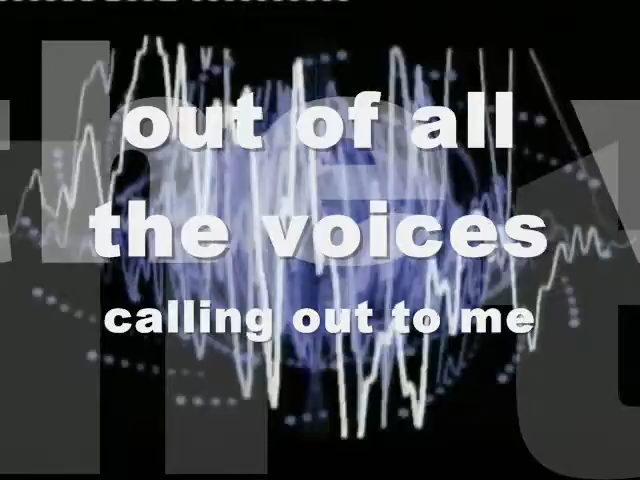 out of all
the voices
calling out to me